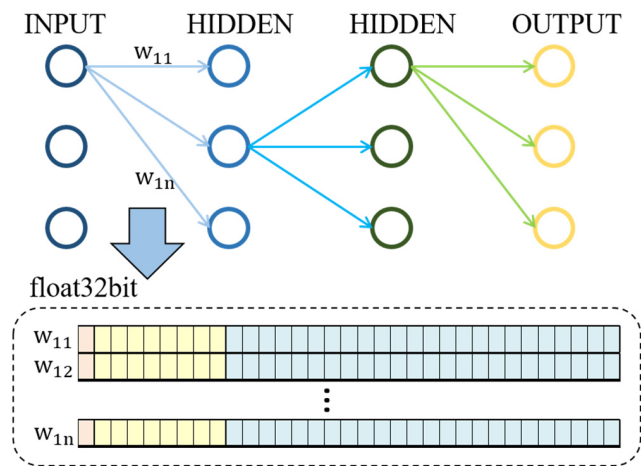 INPUT HIDDEN HIDDEN OUTPUT
w₁₁
w₁ₙ
float32bit
w₁₁
w₁₂
⋮
w₁ₙ